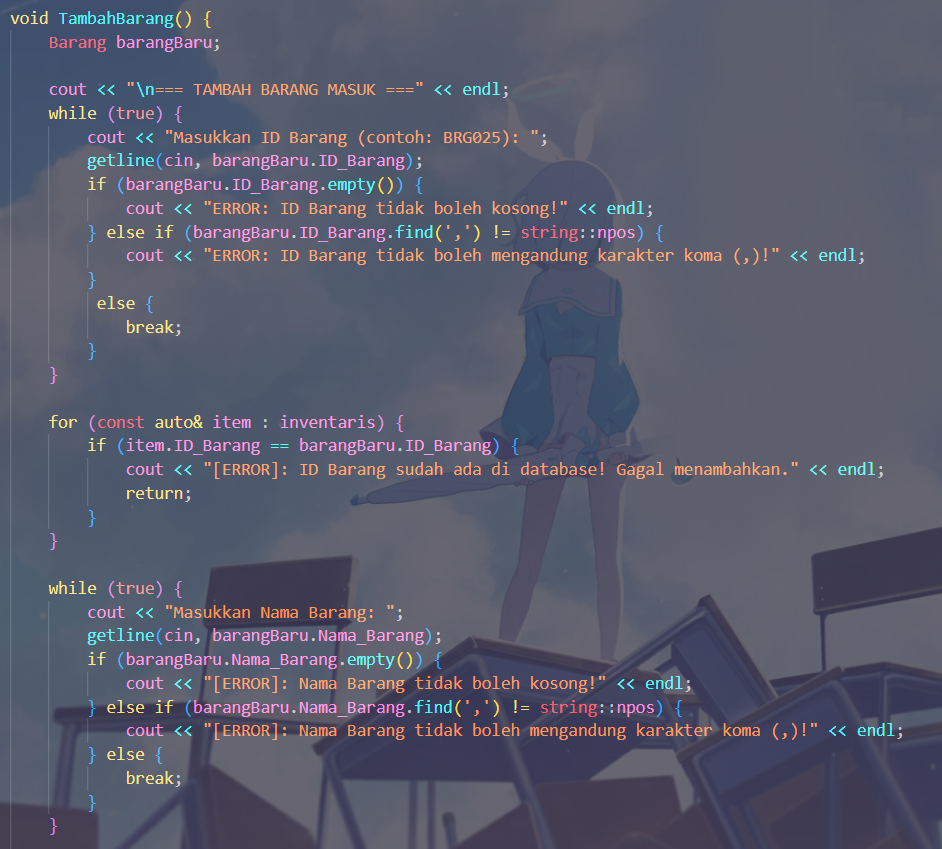 void TambahBarang() {
    Barang barangBaru;

    cout << "\n=== TAMBAH BARANG MASUK ===" << endl;
    while (true) {
        cout << "Masukkan ID Barang (contoh: BRG025): ";
        getline(cin, barangBaru.ID_Barang);
        if (barangBaru.ID_Barang.empty()) {
            cout << "ERROR: ID Barang tidak boleh kosong!" << endl;
        } else if (barangBaru.ID_Barang.find(',') != string::npos) {
            cout << "ERROR: ID Barang tidak boleh mengandung karakter koma (,)!" << endl;
        }
         else {
            break;
        }
    }

    for (const auto& item : inventaris) {
        if (item.ID_Barang == barangBaru.ID_Barang) {
            cout << "[ERROR]: ID Barang sudah ada di database! Gagal menambahkan." << endl;
            return;
        }
    }

    while (true) {
        cout << "Masukkan Nama Barang: ";
        getline(cin, barangBaru.Nama_Barang);
        if (barangBaru.Nama_Barang.empty()) {
            cout << "[ERROR]: Nama Barang tidak boleh kosong!" << endl;
        } else if (barangBaru.Nama_Barang.find(',') != string::npos) {
            cout << "[ERROR]: Nama Barang tidak boleh mengandung karakter koma (,)!" << endl;
        } else {
            break;
        }
    }